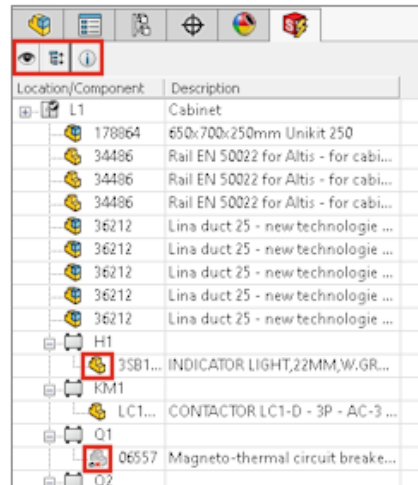 Location/Component Description
L1 Cabinet
178864 650x700x250mm Unikit 250
34486 Rail EN 50022 for Altis - for cabi...
34486 Rail EN 50022 for Altis - for cabi...
34486 Rail EN 50022 for Altis - for cabi...
36212 Lina duct 25 - new technologie ...
36212 Lina duct 25 - new technologie ...
36212 Lina duct 25 - new technologie ...
36212 Lina duct 25 - new technologie ...
36212 Lina duct 25 - new technologie ...
H1
3SB1... INDICATOR LIGHT,22MM,W.GR...
KM1
LC1... CONTACTOR LC1-D - 3P - AC-3 ...
Q1
06557 Magneto-thermal circuit breake...
Q2